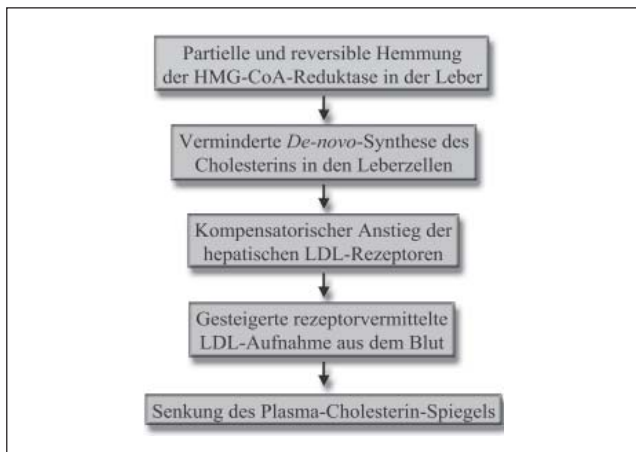 Partielle und reversible Hemmung
der HMG-CoA-Reduktase in der Leber
Verminderte De-novo-Synthese des
Cholesterins in den Leberzellen
Kompensatorischer Anstieg der
hepatischen LDL-Rezeptoren
Gesteigerte rezeptorvermittelte
LDL-Aufnahme aus dem Blut
Senkung des Plasma-Cholesterin-Spiegels